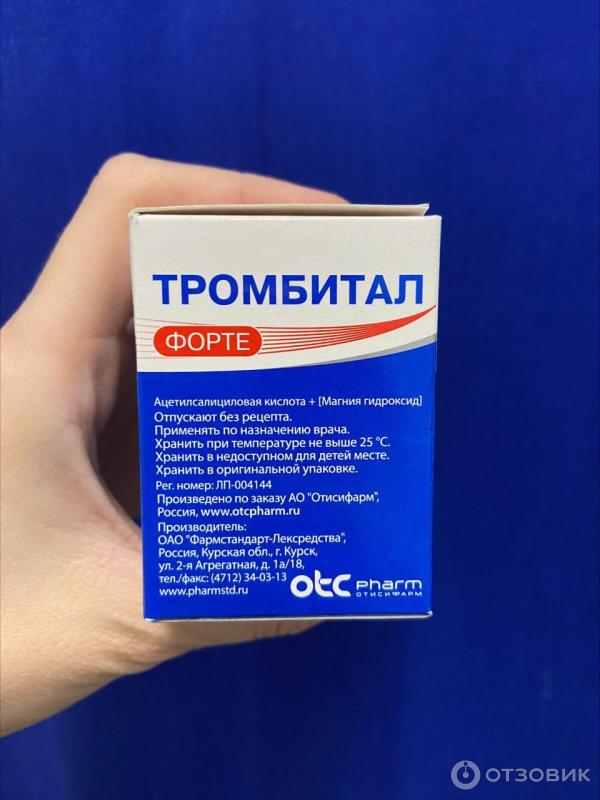 ТРОМБИТАЛ
ФОРТЕ
Ацетилсалициловая кислота + [Магния гидроксид]
Отпускают без рецепта.
Применять по назначению врача.
Хранить при температуре не выше 25 °С.
Хранить в недоступном для детей месте.
Хранить в оригинальной упаковке.
Рег. номер: ЛП-004144
Произведено по заказу АО "Отисифарм",
Россия, www.otcpharm.ru
Производитель:
ОАО "Фармстандарт-Лексредства",
Россия, Курская обл., г. Курск,
ул. 2-я Агрегатная, д. 1а/18,
тел./факс: (4712) 34-03-13
www.pharmstd.ru
otc pharm
ОТИСИФАРМ
ОТЗОВИК